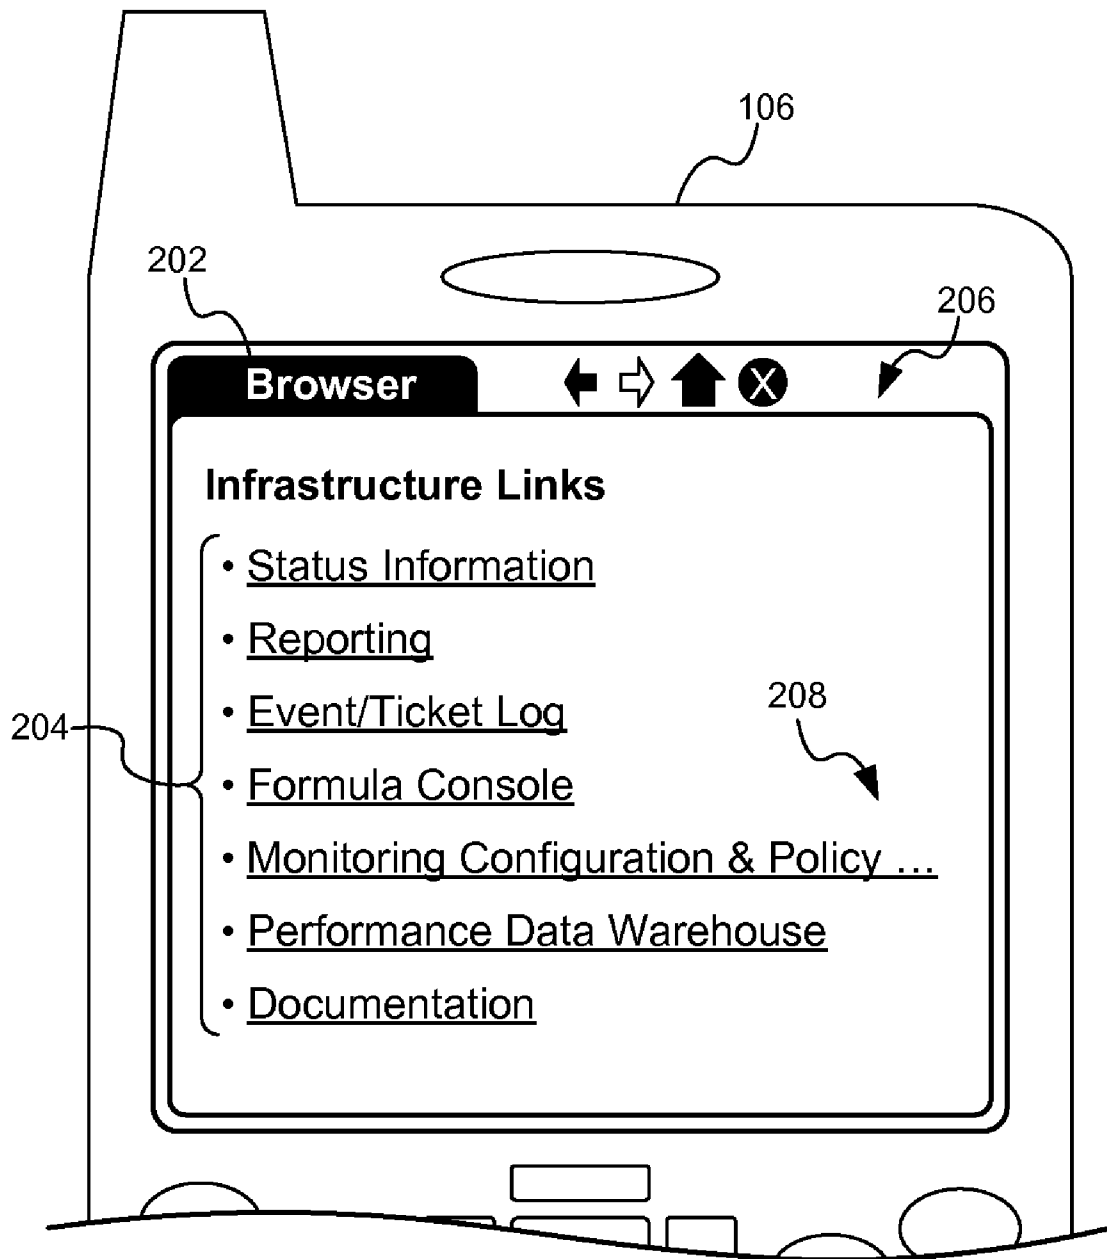 106
202
206
Browser
X
Infrastructure Links
• Status Information
• Reporting
• Event/Ticket Log
208
204
• Formula Console
• Monitoring Configuration & Policy ...
• Performance Data Warehouse
• Documentation